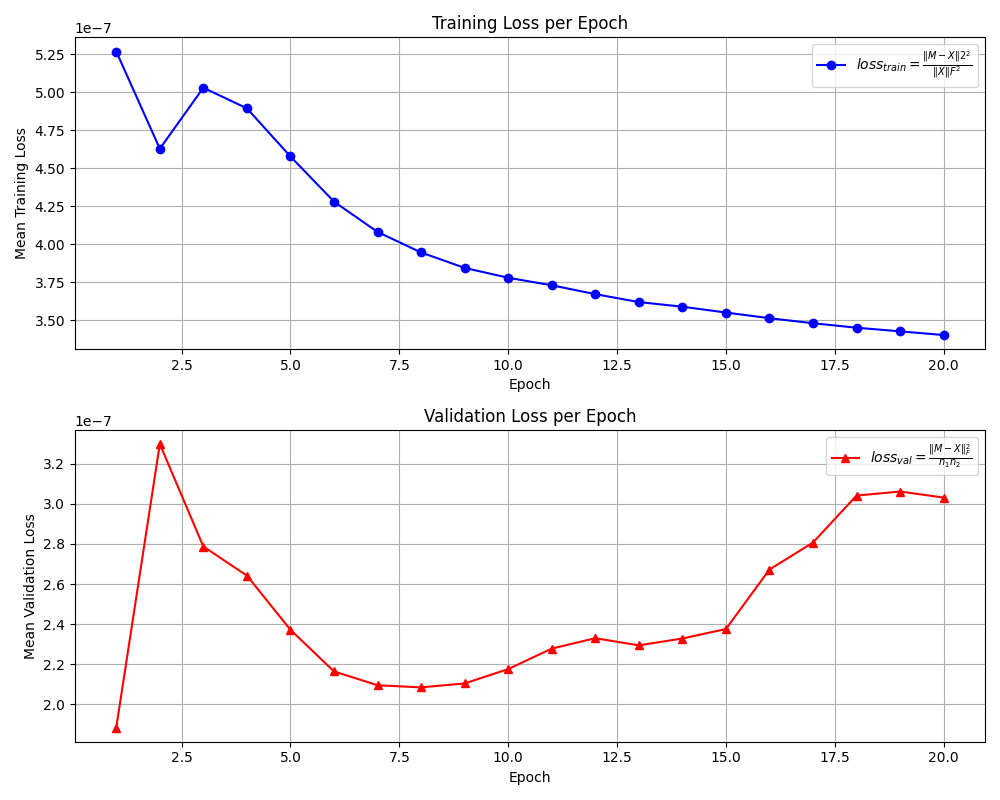 Training Loss per Epoch
1e−7
5.25
5.00
4.75
4.50
4.25
4.00
3.75
3.50
Mean Training Loss
loss_train = ‖M − X‖2² / ‖X‖F²
2.5 5.0 7.5 10.0 12.5 15.0 17.5 20.0
Epoch
Validation Loss per Epoch
1e−7
3.2
3.0
2.8
2.6
2.4
2.2
2.0
Mean Validation Loss
loss_val = ‖M − X‖_F² / n₁n₂
2.5 5.0 7.5 10.0 12.5 15.0 17.5 20.0
Epoch